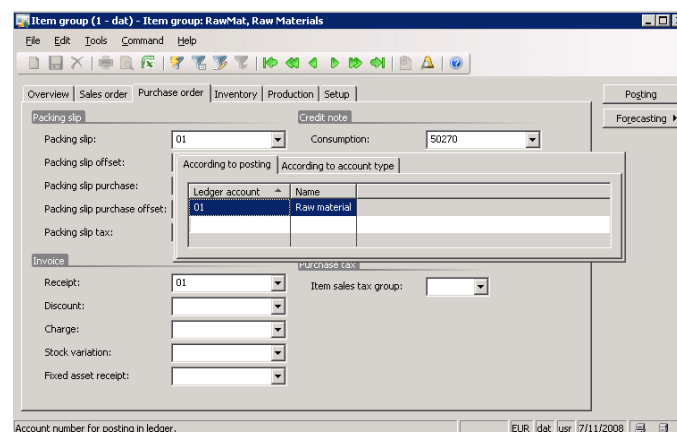 Item group (1 - dat) - Item group: RawMat, Raw Materials
File Edit Tools Command Help
Overview Sales order Purchase order Inventory Production Setup
Posting
Forecasting
Packing slip
Credit note
Packing slip: 01
Consumption: 50270
Packing slip offset:
Packing slip purchase:
Packing slip purchase offset:
Packing slip tax:
According to posting According to account type
Ledger account Name
01 Raw material
Invoice
Purchase tax
Receipt: 01
Item sales tax group:
Discount:
Charge:
Stock variation:
Fixed asset receipt:
Account number for posting in ledger.
EUR dat usr 7/11/2008